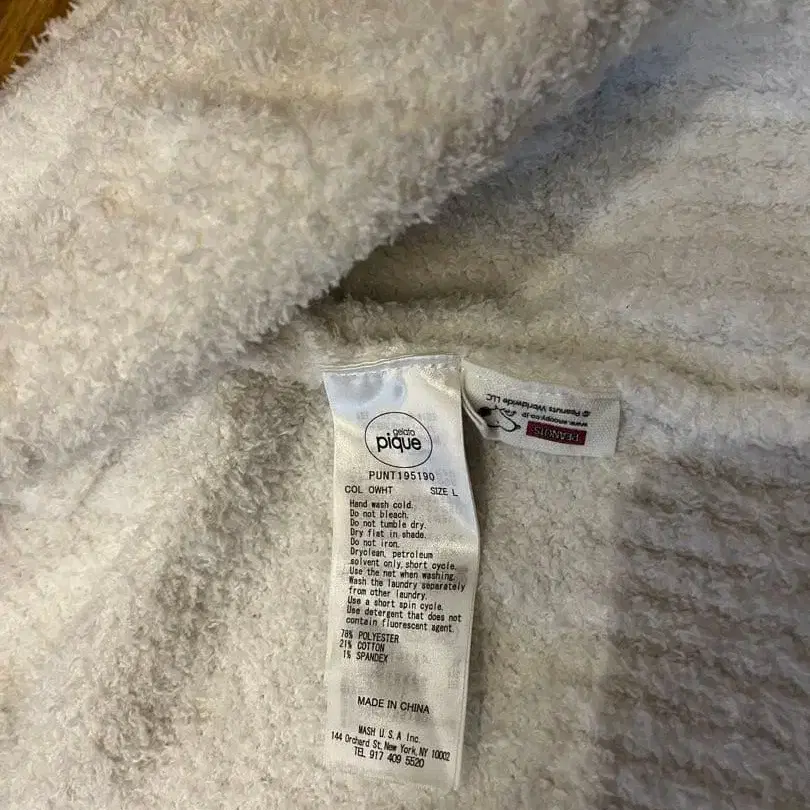 gelato
pique
PUNT195190
COL OWHT SIZE L
Hand wash cold.
Do not bleach.
Do not tumble dry.
Dry flat in shade.
Do not iron.
Dryclean, petroleum
solvent only, short cycle.
Use the net when washing.
Wash the laundry separately
from other laundry.
Use a short spin cycle.
Use detergent that does not
contain fluorescent agent.
78% POLYESTER
21% COTTON
1% SPANDEX
MADE IN CHINA
MASH U.S.A Inc.
144 Orchard St, New York, NY 10002
TEL 917 409 5520
PEANUTS
www.snoopy.co.jp
© Peanuts Worldwide LLC